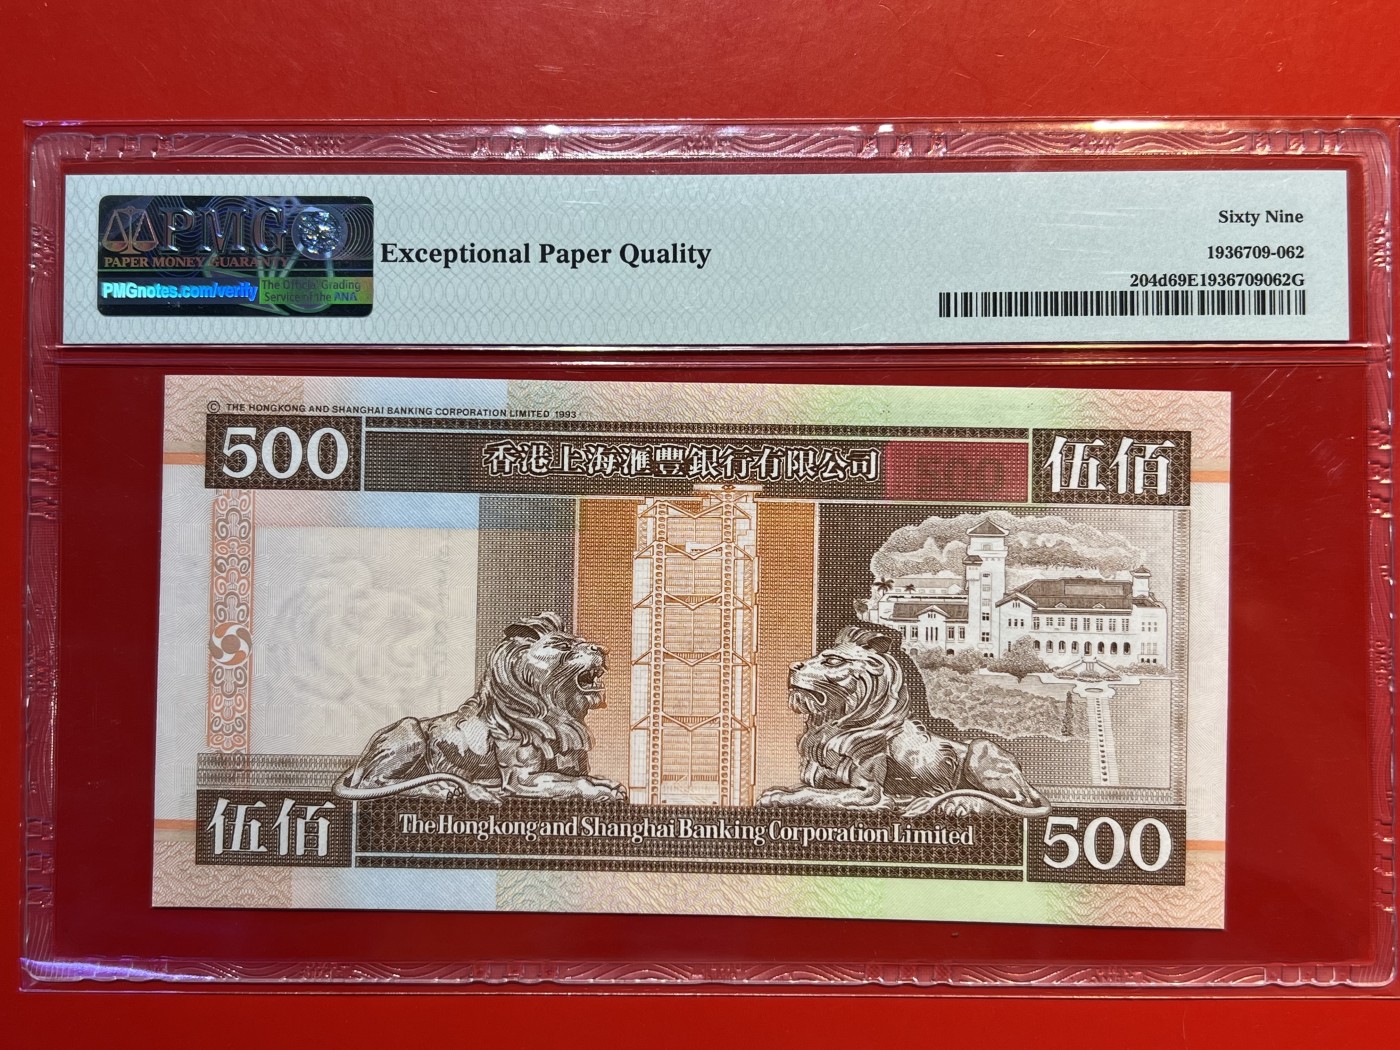 PMG
PAPER MONEY GUARANTY
PMGnotes.com/verify
The Official Grading
Service of the ANA
Exceptional Paper Quality
Sixty Nine
1936709-062
204d69E1936709062G
© THE HONGKONG AND SHANGHAI BANKING CORPORATION LIMITED 1993
500
香港上海滙豐銀行有限公司
500
伍佰
伍佰
The Hongkong and Shanghai Banking Corporation Limited
500